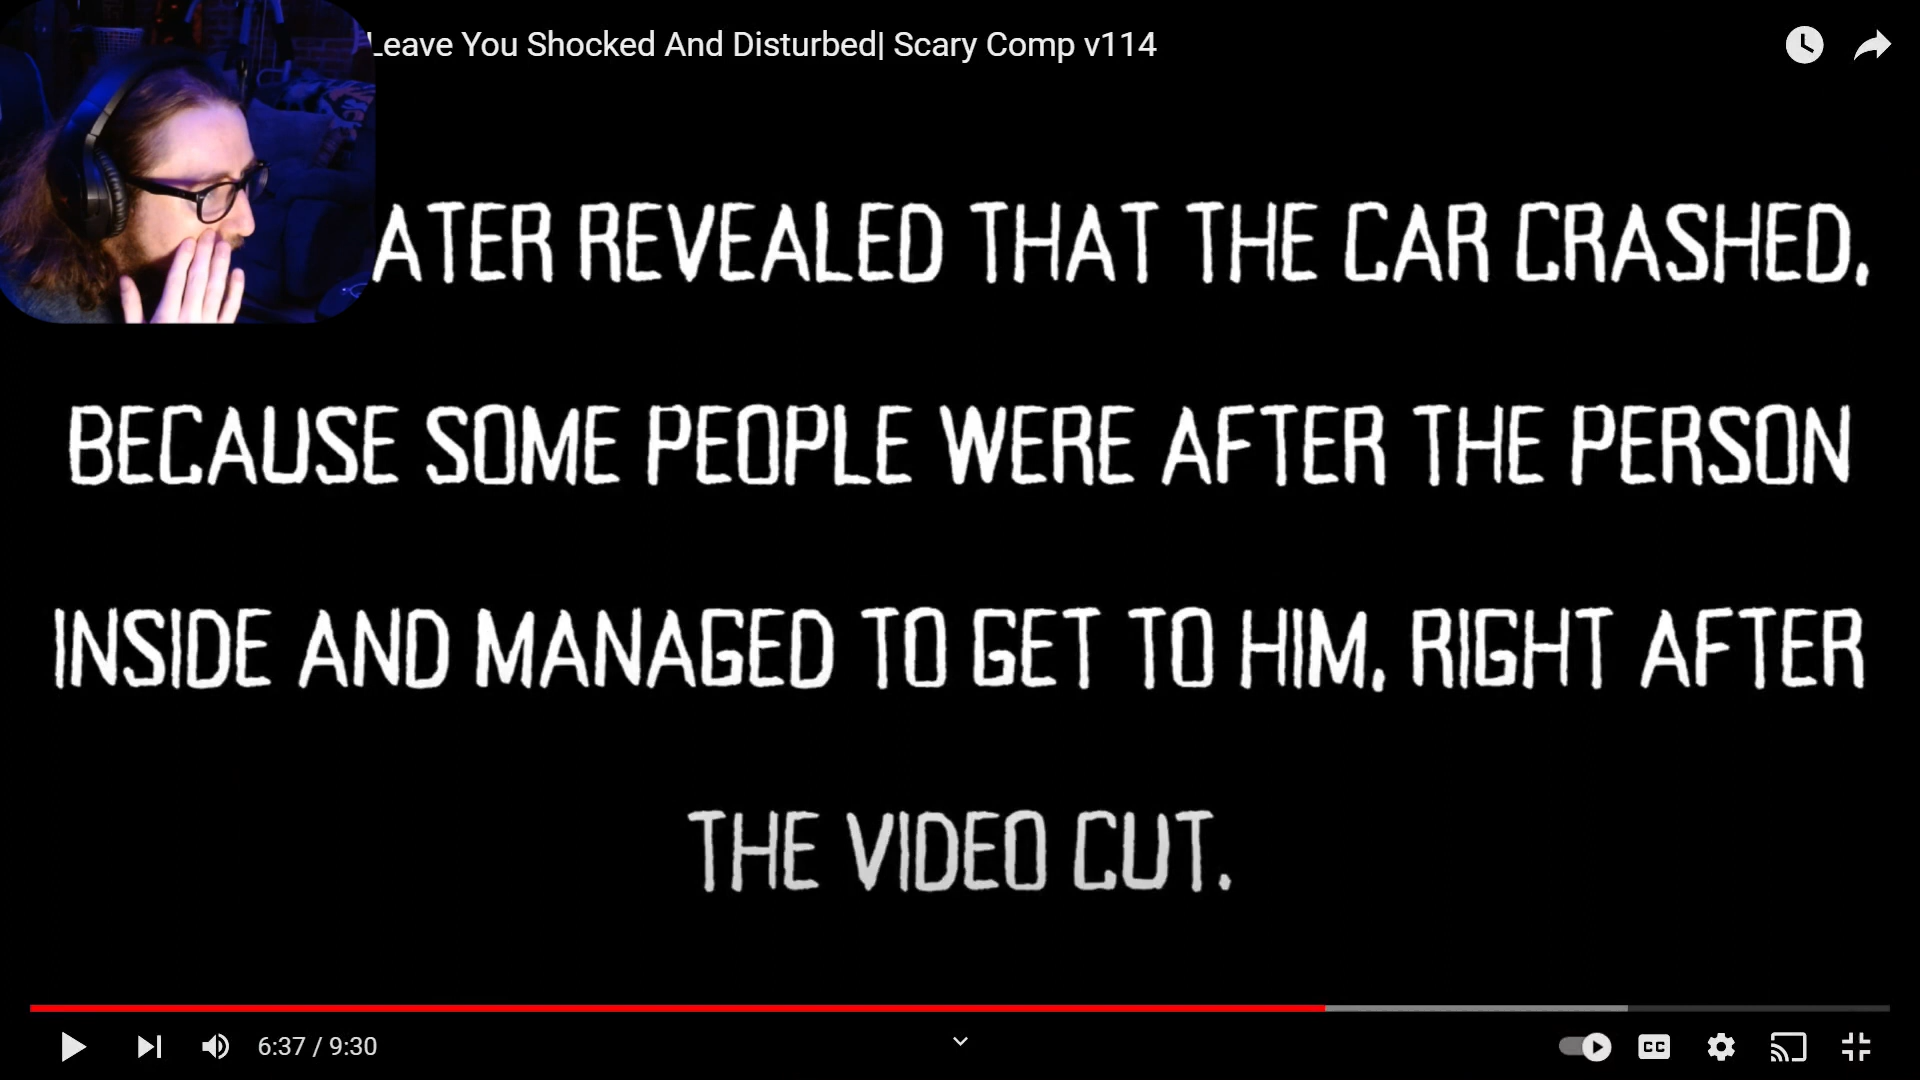 Leave You Shocked And Disturbed| Scary Comp v114
ATER REVEALED THAT THE CAR CRASHED,
BECAUSE SOME PEOPLE WERE AFTER THE PERSON
INSIDE AND MANAGED TO GET TO HIM, RIGHT AFTER
THE VIDEO CUT.
6:37 / 9:30
CC